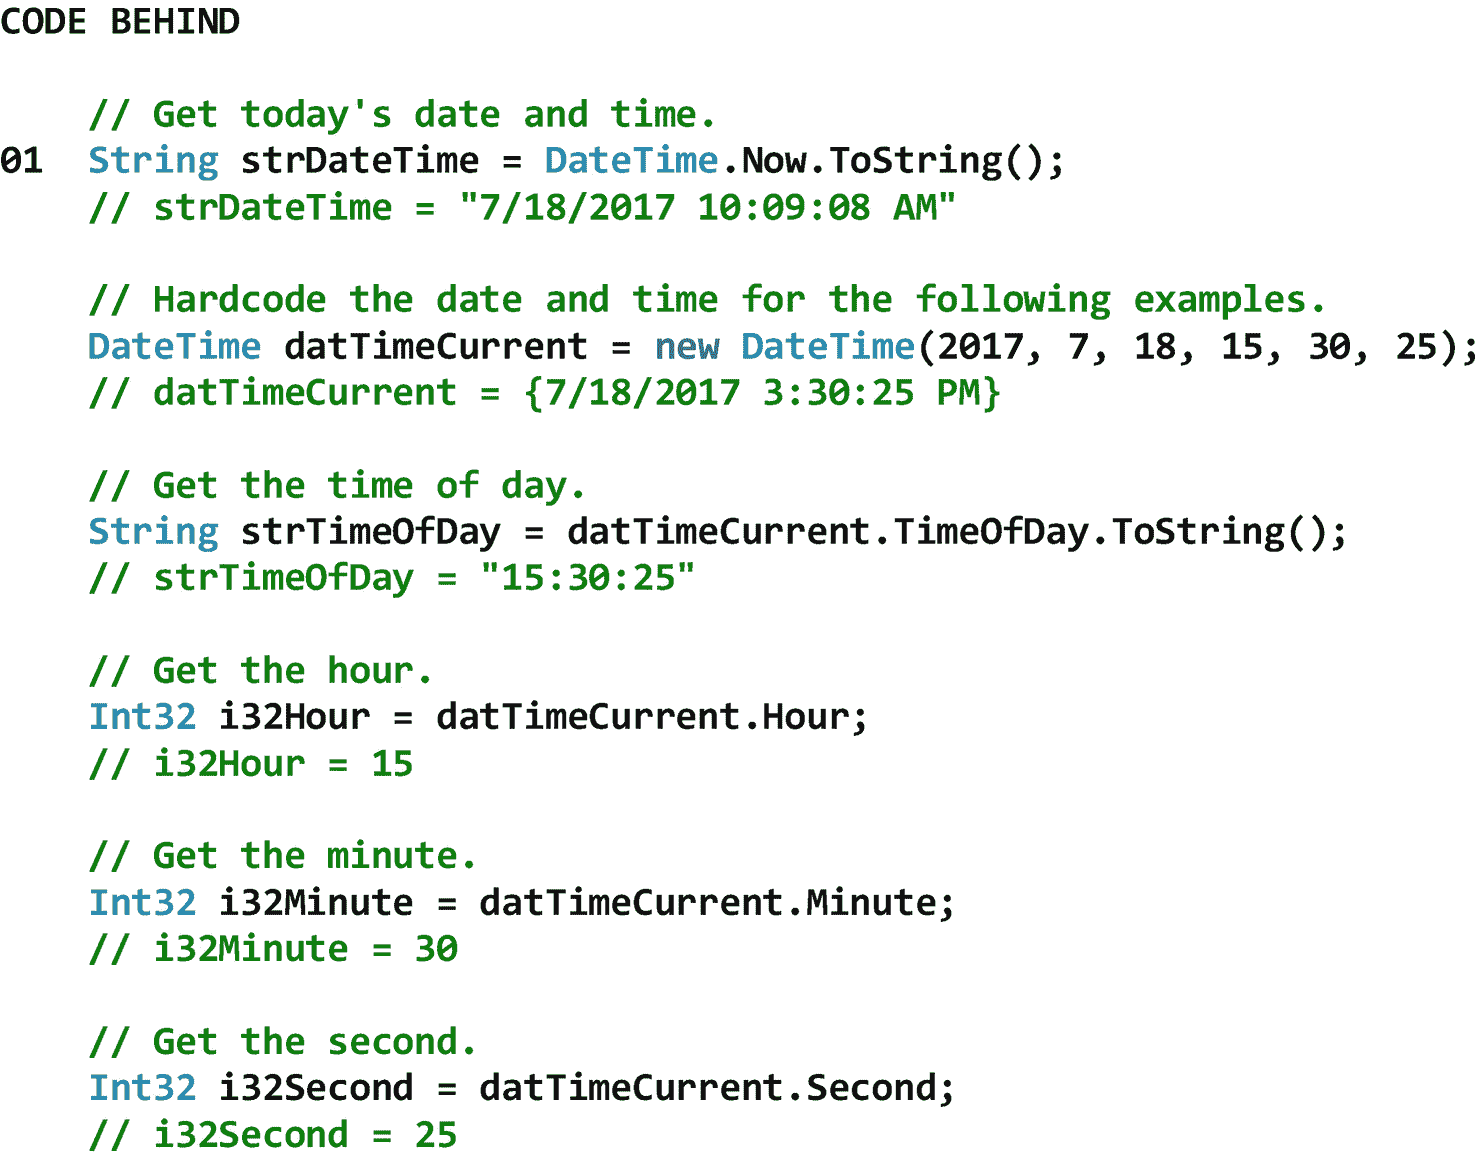 CODE BEHIND
// Get today's date and time.
01 String strDateTime = DateTime.Now.ToString();
// strDateTime = "7/18/2017 10:09:08 AM"
// Hardcode the date and time for the following examples.
DateTime datTimeCurrent = new DateTime(2017, 7, 18, 15, 30, 25);
// datTimeCurrent = {7/18/2017 3:30:25 PM}
// Get the time of day.
String strTimeOfDay = datTimeCurrent.TimeOfDay.ToString();
// strTimeOfDay = "15:30:25"
// Get the hour.
Int32 i32Hour = datTimeCurrent.Hour;
// i32Hour = 15
// Get the minute.
Int32 i32Minute = datTimeCurrent.Minute;
// i32Minute = 30
// Get the second.
Int32 i32Second = datTimeCurrent.Second;
// i32Second = 25